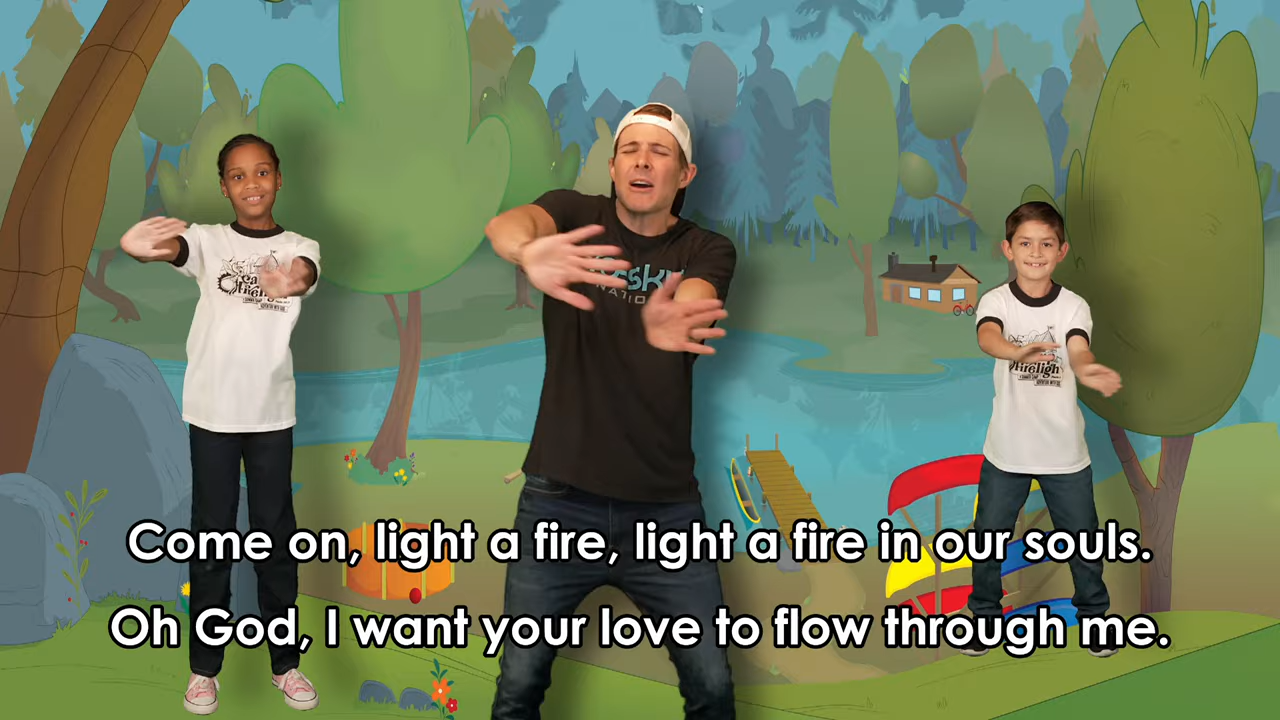 Come on, light a fire, light a fire in our souls.
Oh God, I want your love to flow through me.